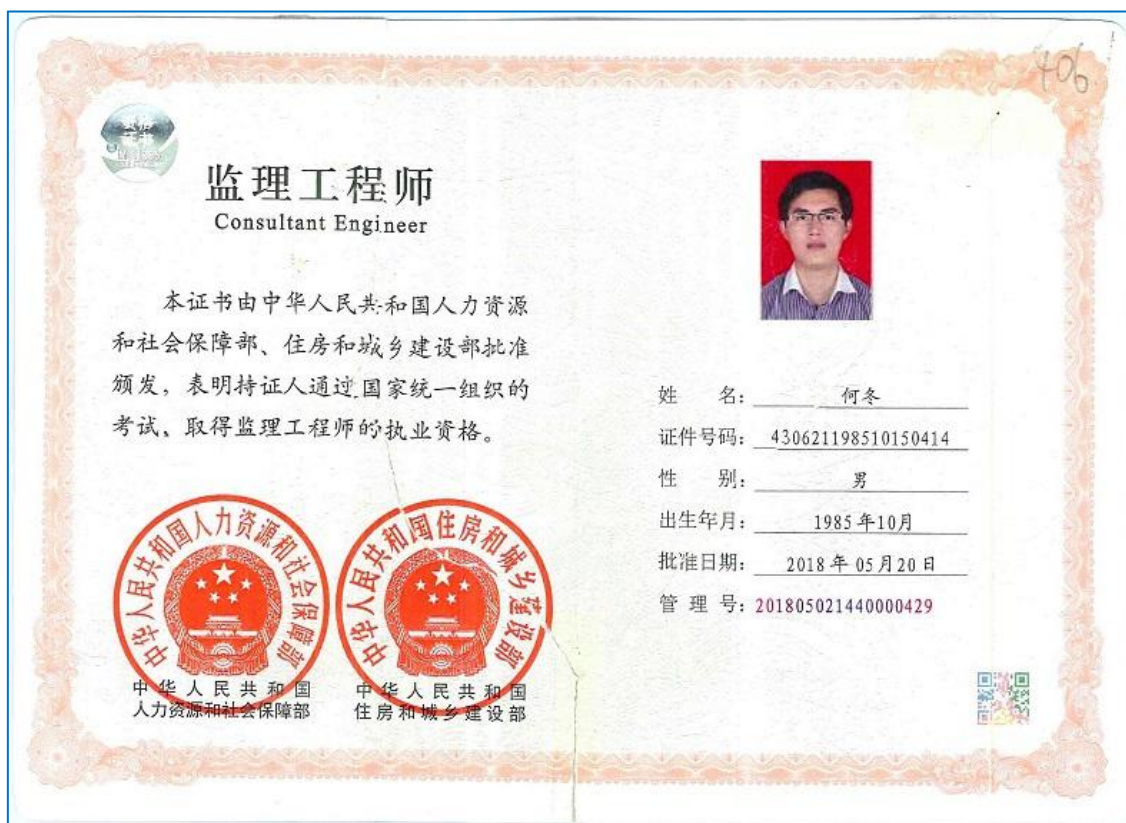 406
监理工程师
Consultant Engineer
本证书由中华人民共和国人力资源
和社会保障部、住房和城乡建设部批准
颁发，表明持证人通过国家统一组织的
考试、取得监理工程师的执业资格。
中华人民共和国人力资源和社会保障部
中华人民共和国住房和城乡建设部
中华人民共和国
人力资源和社会保障部
中华人民共和国
住房和城乡建设部
姓 名：何冬
证件号码：430621198510150414
性 别：男
出生年月：1985年10月
批准日期：2018年05月20日
管 理 号：201805021440000429